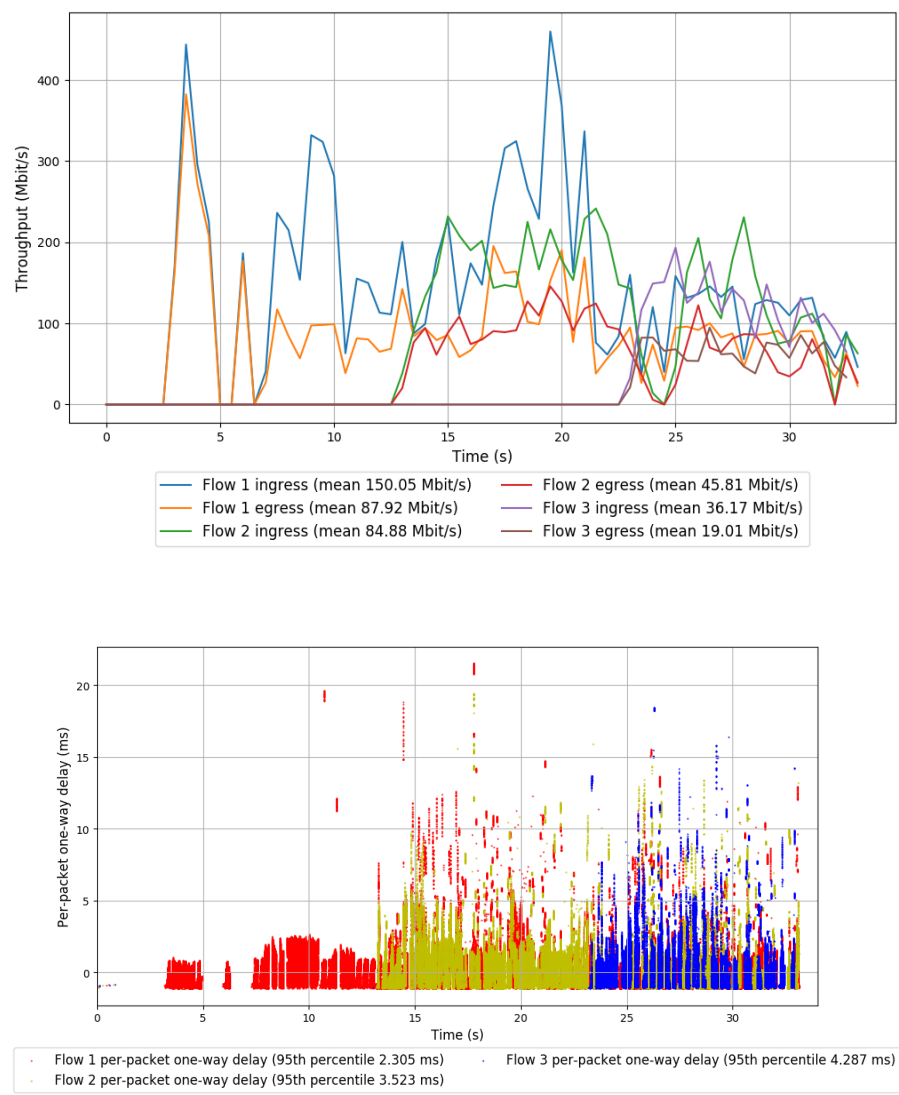 Throughput (Mbit/s)
400
300
200
100
0
0 5 10 15 20 25 30
Time (s)
Flow 1 ingress (mean 150.05 Mbit/s)
Flow 1 egress (mean 87.92 Mbit/s)
Flow 2 ingress (mean 84.88 Mbit/s)
Flow 2 egress (mean 45.81 Mbit/s)
Flow 3 ingress (mean 36.17 Mbit/s)
Flow 3 egress (mean 19.01 Mbit/s)
Per-packet one-way delay (ms)
20
15
10
5
0
0 5 10 15 20 25 30
Time (s)
Flow 1 per-packet one-way delay (95th percentile 2.305 ms)
Flow 2 per-packet one-way delay (95th percentile 3.523 ms)
Flow 3 per-packet one-way delay (95th percentile 4.287 ms)